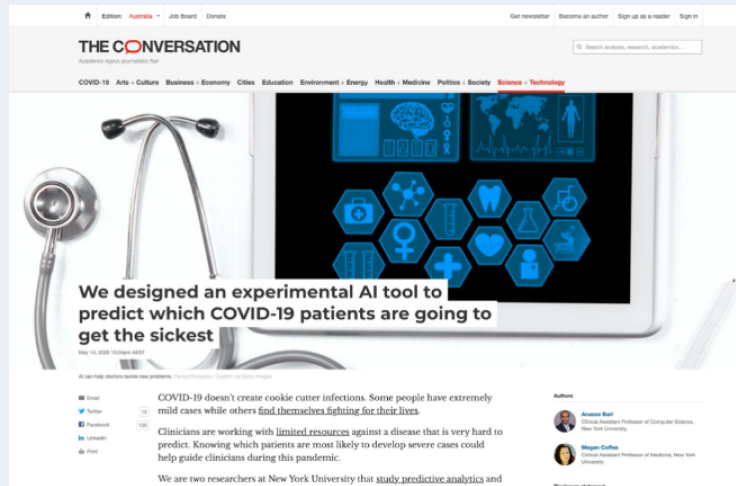 Edition: Australia
Job Board
Donate
Get newsletter
Become an author
Sign up as a reader
Sign in
THE CONVERSATION
Academic rigour, journalistic flair
Search analysis, research, academics...
COVID-19 Arts + Culture Business + Economy Cities Education Environment + Energy Health + Medicine Politics + Society Science + Technology
We designed an experimental AI tool to
predict which COVID-19 patients are going to
get the sickest
May 14, 2020 10.04pm AEST
AI can help doctors tackle new problems.
Email
Twitter
Facebook
LinkedIn
Print
COVID-19 doesn't create cookie cutter infections. Some people have extremely
mild cases while others find themselves fighting for their lives.
Clinicians are working with limited resources against a disease that is very hard to
predict. Knowing which patients are most likely to develop severe cases could
help guide clinicians during this pandemic.
We are two researchers at New York University that study predictive analytics and
Authors
Anasse Bari
Clinical Assistant Professor of Computer Science,
New York University
Megan Coffee
Clinical Assistant Professor of Medicine, New York
University